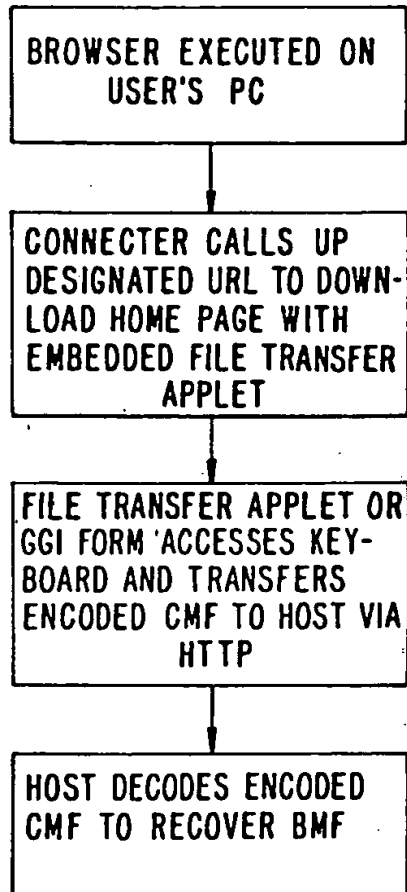 BROWSER EXECUTED ON
USER'S PC
CONNECTER CALLS UP
DESIGNATED URL TO DOWN-
LOAD HOME PAGE WITH
EMBEDDED FILE TRANSFER
APPLET
FILE TRANSFER APPLET OR
GGI FORM 'ACCESSES KEY-
BOARD AND TRANSFERS
ENCODED CMF TO HOST VIA
HTTP
HOST DECODES ENCODED
CMF TO RECOVER BMF